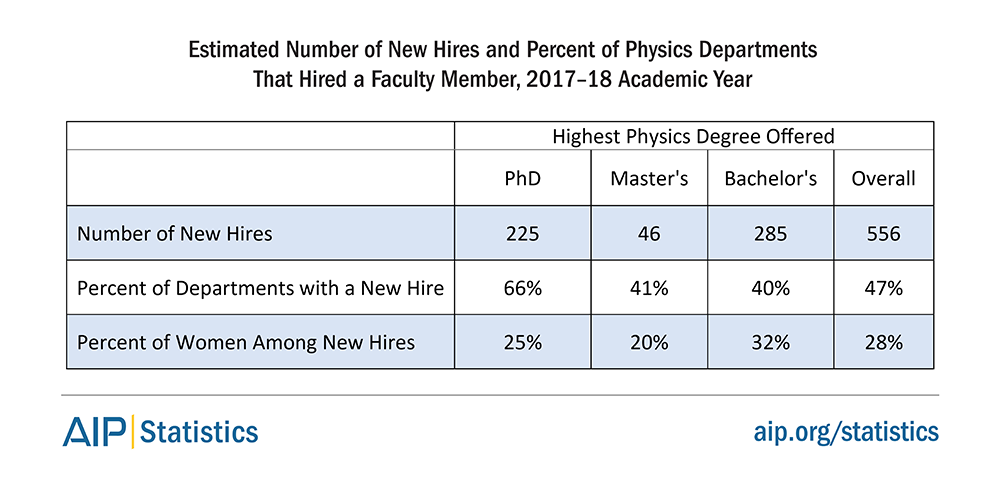 Estimated Number of New Hires and Percent of Physics Departments
That Hired a Faculty Member, 2017–18 Academic Year
Highest Physics Degree Offered
PhD Master's Bachelor's Overall
Number of New Hires 225 46 285 556
Percent of Departments with a New Hire 66% 41% 40% 47%
Percent of Women Among New Hires 25% 20% 32% 28%
AIP Statistics aip.org/statistics